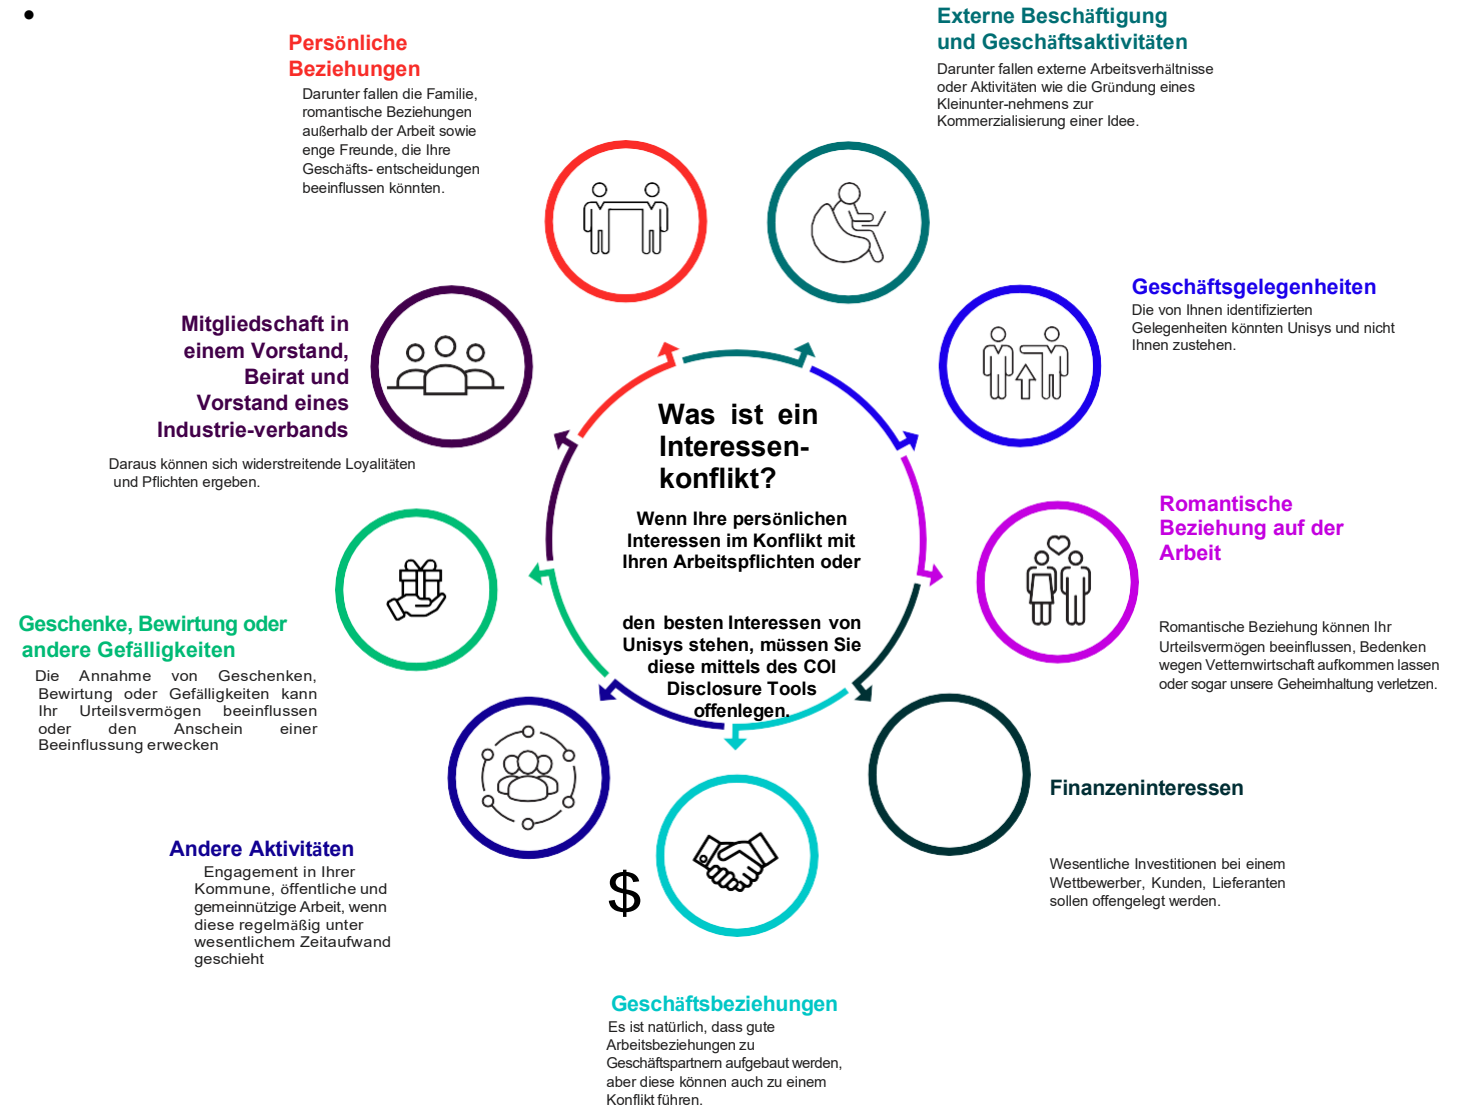 •
Persönliche
Beziehungen
Darunter fallen die Familie,
romantische Beziehungen
außerhalb der Arbeit sowie
enge Freunde, die Ihre
Geschäfts- entscheidungen
beeinflussen könnten.
Externe Beschäftigung
und Geschäftsaktivitäten
Darunter fallen externe Arbeitsverhältnisse
oder Aktivitäten wie die Gründung eines
Kleinunter-nehmens zur
Kommerzialisierung einer Idee.
Geschäftsgelegenheiten
Die von Ihnen identifizierten
Gelegenheiten könnten Unisys und nicht
Ihnen zustehen.
Mitgliedschaft in
einem Vorstand,
Beirat und
Vorstand eines
Industrie-verbands
Daraus können sich widerstreitende Loyalitäten
und Pflichten ergeben.
Was ist ein
Interessen-
konflikt?
Wenn Ihre persönlichen
Interessen im Konflikt mit
Ihren Arbeitspflichten oder
den besten Interessen von
Unisys stehen, müssen Sie
diese mittels des COI
Disclosure Tools
offenlegen.
Romantische
Beziehung auf der
Arbeit
Romantische Beziehung können Ihr
Urteilsvermögen beeinflussen, Bedenken
wegen Vetternwirtschaft aufkommen lassen
oder sogar unsere Geheimhaltung verletzen.
Geschenke, Bewirtung oder
andere Gefälligkeiten
Die Annahme von Geschenken,
Bewirtung oder Gefälligkeiten kann
Ihr Urteilsvermögen beeinflussen
oder den Anschein einer
Beeinflussung erwecken
Finanzeninteressen
Wesentliche Investitionen bei einem
Wettbewerber, Kunden, Lieferanten
sollen offengelegt werden.
Andere Aktivitäten
Engagement in Ihrer
Kommune, öffentliche und
gemeinnützige Arbeit, wenn
diese regelmäßig unter
wesentlichem Zeitaufwand
geschieht
$
Geschäftsbeziehungen
Es ist natürlich, dass gute
Arbeitsbeziehungen zu
Geschäftspartnern aufgebaut werden,
aber diese können auch zu einem
Konflikt führen.